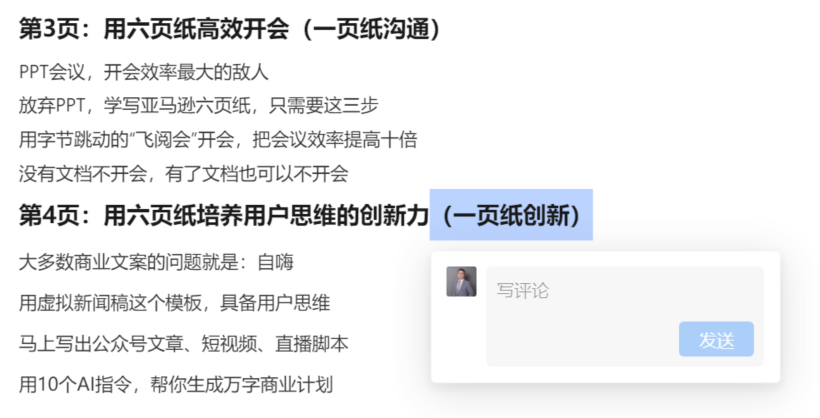 第3页：用六页纸高效开会（一页纸沟通）
PPT会议，开会效率最大的敌人
放弃PPT，学写亚马逊六页纸，只需要这三步
用字节跳动的“飞阅会”开会，把会议效率提高十倍
没有文档不开会，有了文档也可以不开会
第4页：用六页纸培养用户思维的创新力（一页纸创新）
大多数商业文案的问题就是：自嗨
用虚拟新闻稿这个模板，具备用户思维
马上写出公众号文章、短视频、直播脚本
用10个AI指令，帮你生成万字商业计划
写评论
发送